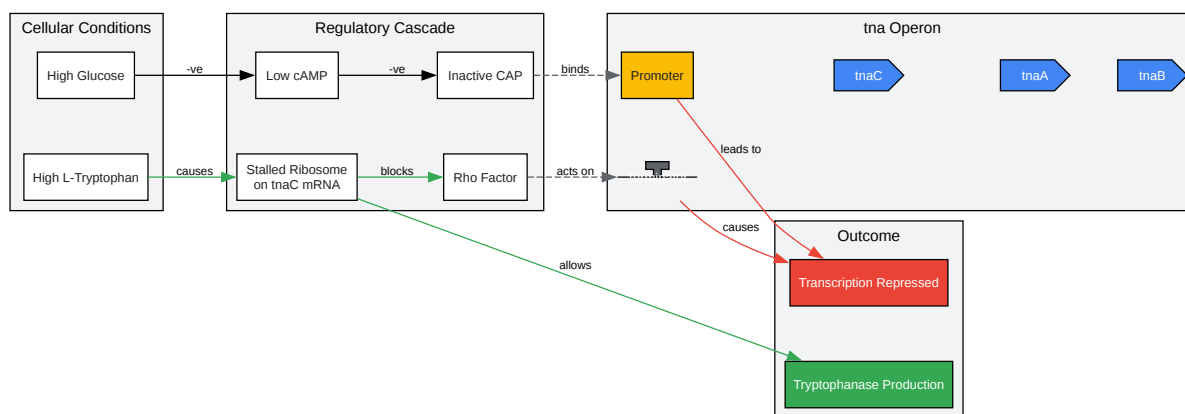 Cellular Conditions
Regulatory Cascade
tna Operon
High Glucose
-ve
Low cAMP
-ve
Inactive CAP
binds
Promoter
tnaC
tnaA
tnaB
leads to
High L-Tryptophan
causes
Stalled Ribosome
on tnaC mRNA
blocks
Rho Factor
acts on
causes
Outcome
allows
Transcription Repressed
Tryptophanase Production